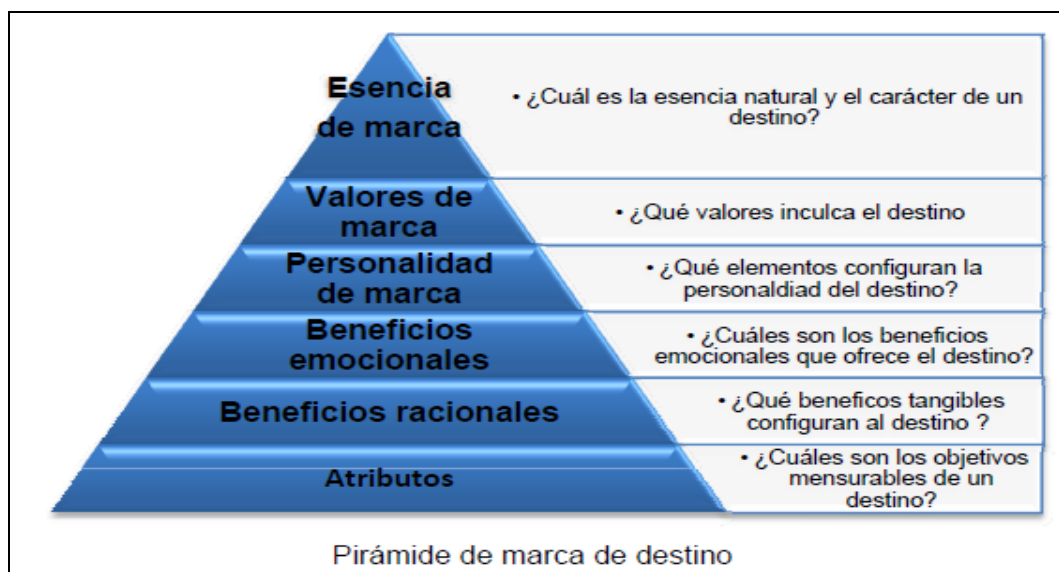 Esencia
de marca
• ¿Cuál es la esencia natural y el carácter de un
destino?
Valores de
marca
• ¿Qué valores inculca el destino
Personalidad
de marca
• ¿Qué elementos configuran la
personaldiad del destino?
Beneficios
emocionales
• ¿Cuáles son los beneficios
emocionales que ofrece el destino?
Beneficios racionales
• ¿Qué beneficos tangibles
configuran al destino ?
Atributos
• ¿Cuáles son los objetivos
mensurables de un
destino?
Pirámide de marca de destino